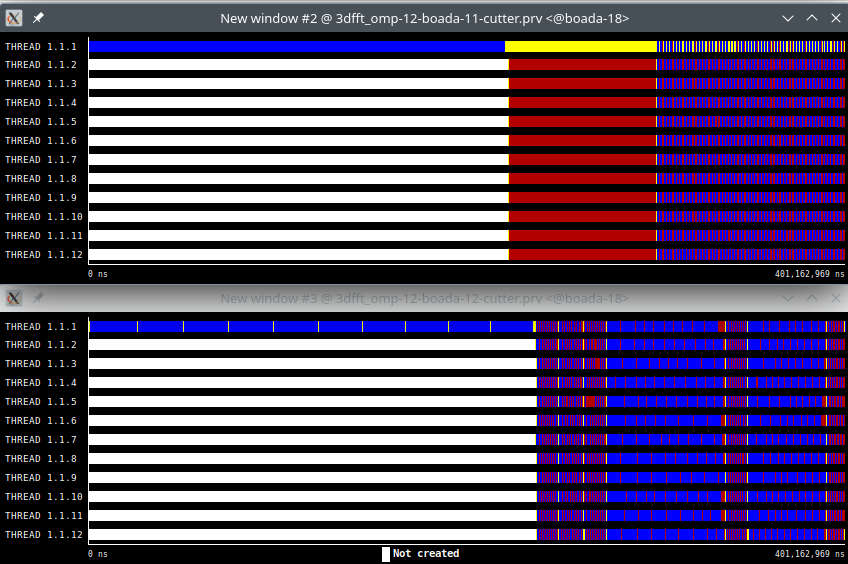 New window #2 @ 3dfft_omp-12-boada-11-cutter.prv <@boada-18>
THREAD 1.1.1
THREAD 1.1.2
THREAD 1.1.3
THREAD 1.1.4
THREAD 1.1.5
THREAD 1.1.6
THREAD 1.1.7
THREAD 1.1.8
THREAD 1.1.9
THREAD 1.1.10
THREAD 1.1.11
THREAD 1.1.12
0 ns 401,162,969 ns
New window #3 @ 3dfft_omp-12-boada-12-cutter.prv <@boada-18>
THREAD 1.1.1
THREAD 1.1.2
THREAD 1.1.3
THREAD 1.1.4
THREAD 1.1.5
THREAD 1.1.6
THREAD 1.1.7
THREAD 1.1.8
THREAD 1.1.9
THREAD 1.1.10
THREAD 1.1.11
THREAD 1.1.12
0 ns Not created 401,162,969 ns